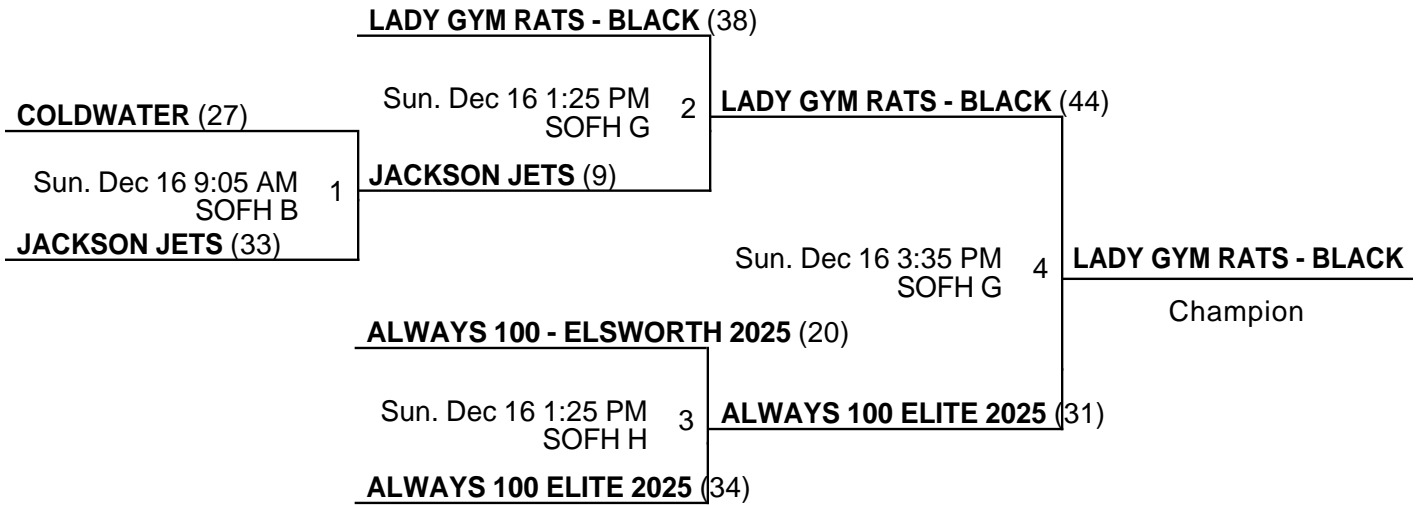 LADY GYM RATS - BLACK (38)
Sun. Dec 16 1:25 PM
SOFH G
2
LADY GYM RATS - BLACK (44)
COLDWATER (27)
Sun. Dec 16 9:05 AM
SOFH B
1
JACKSON JETS (9)
JACKSON JETS (33)
Sun. Dec 16 3:35 PM
SOFH G
4
LADY GYM RATS - BLACK
Champion
ALWAYS 100 - ELSWORTH 2025 (20)
Sun. Dec 16 1:25 PM
SOFH H
3
ALWAYS 100 ELITE 2025 (31)
ALWAYS 100 ELITE 2025 (34)